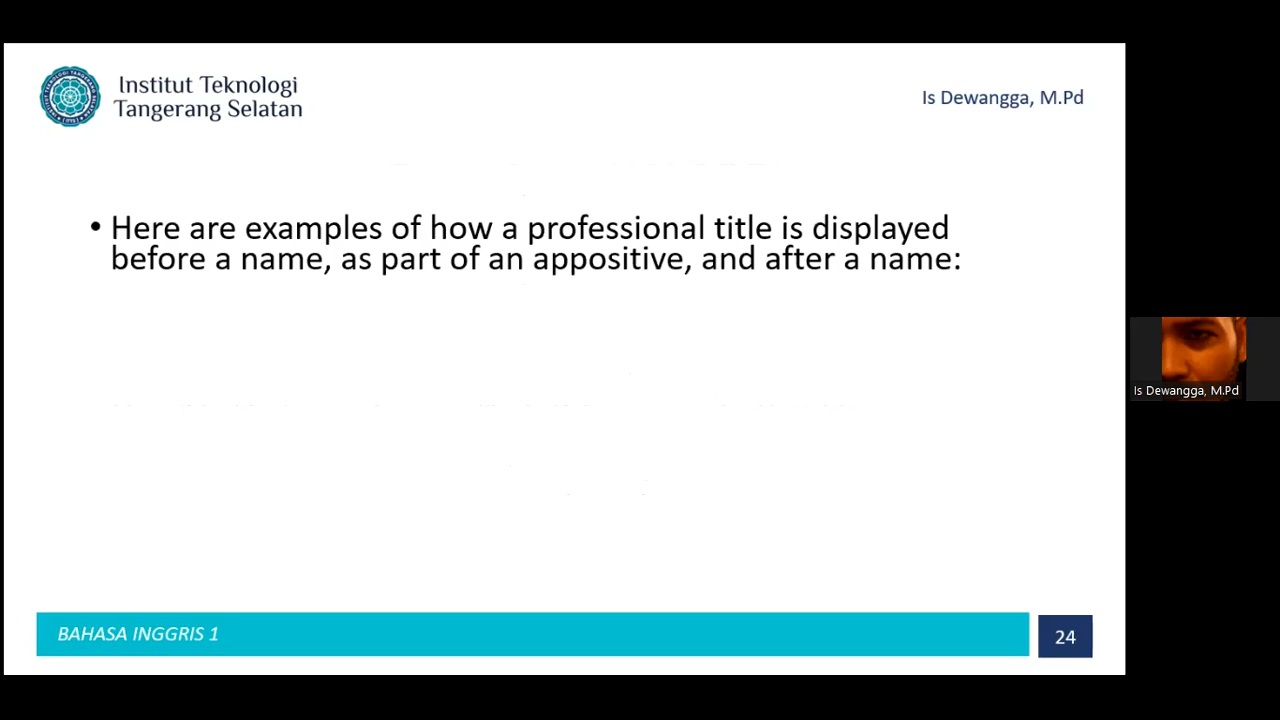 Institut Teknologi
Tangerang Selatan
Is Dewangga, M.Pd
• Here are examples of how a professional title is displayed
before a name, as part of an appositive, and after a name:
Is Dewangga, M.Pd
BAHASA INGGRIS 1
24